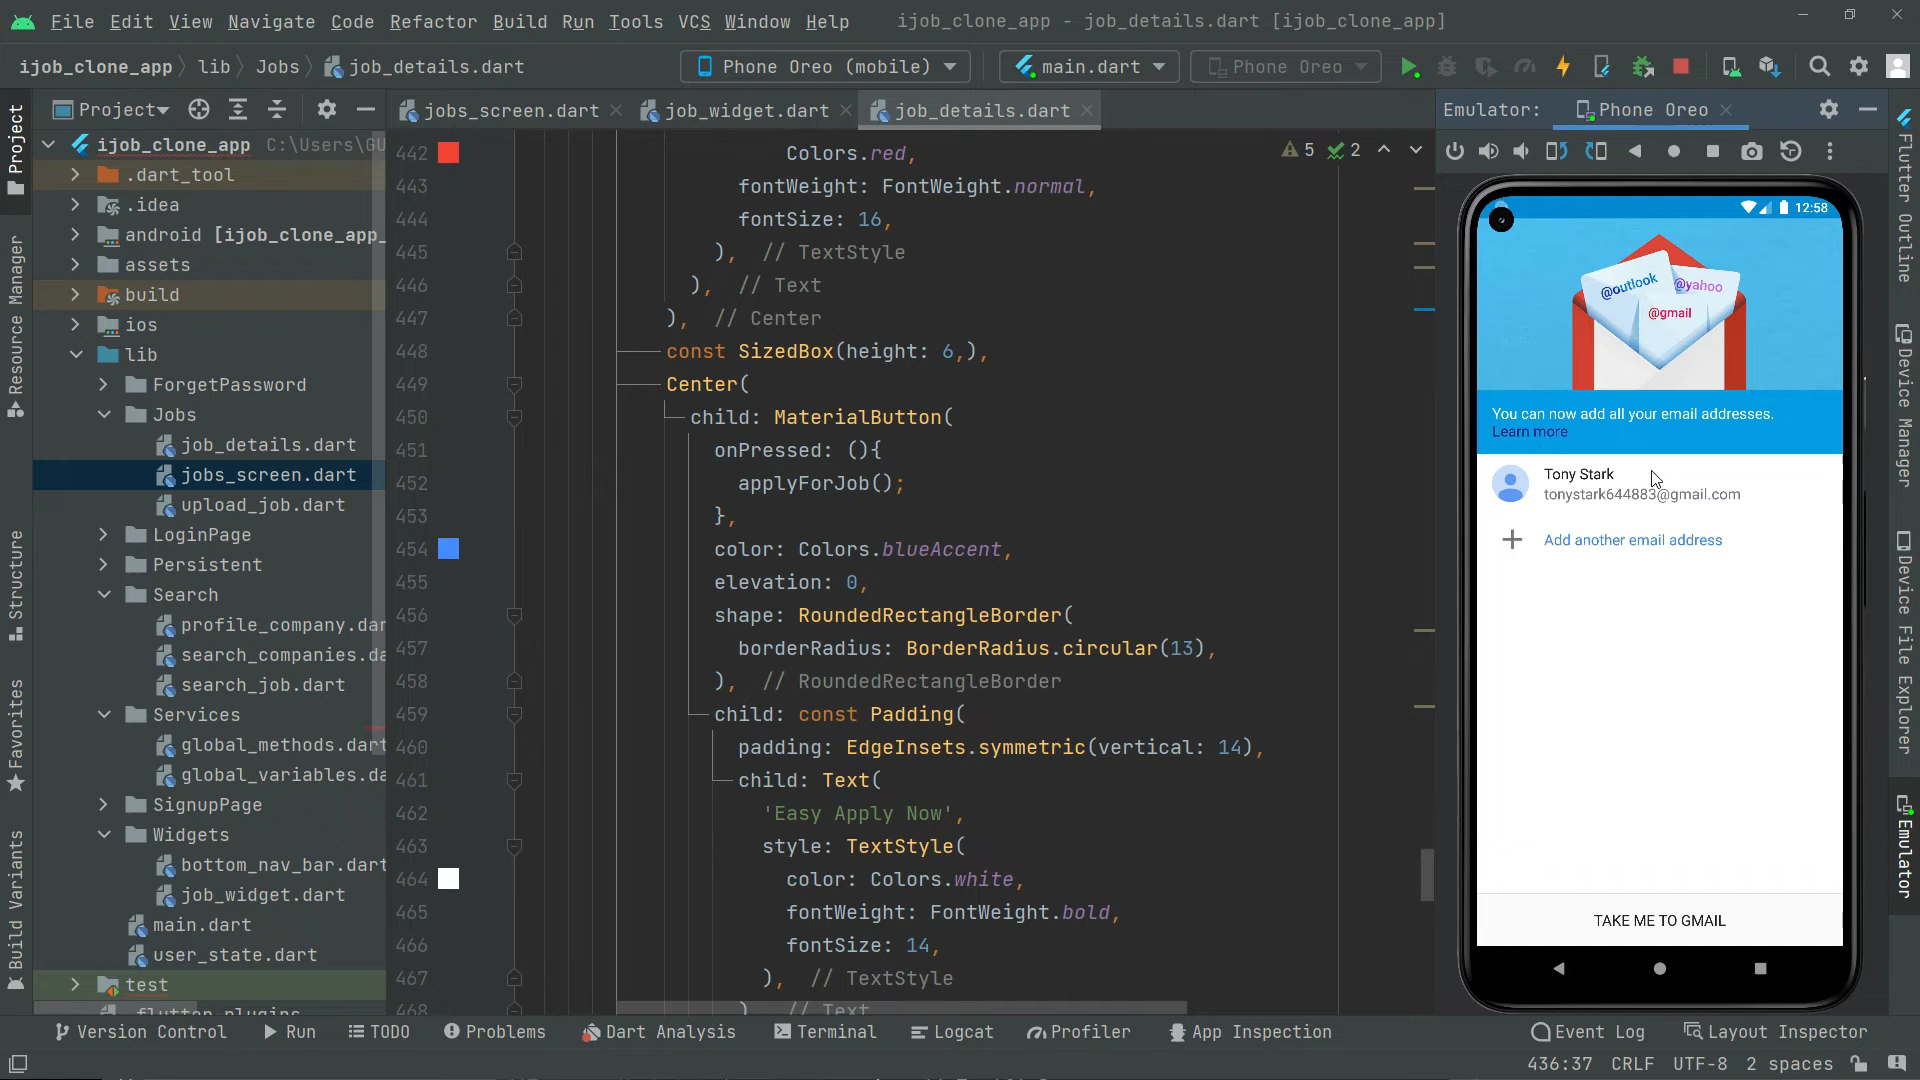 File Edit View Navigate Code Refactor Build Run Tools VCS Window Help ijob_clone_app - job_details.dart [ijob_clone_app]
ijob_clone_app lib Jobs job_details.dart Phone Oreo (mobile) main.dart Phone Oreo
Project jobs_screen.dart job_widget.dart job_details.dart Emulator: Phone Oreo
Project
Resource Manager
Structure
Favorites
Build Variants
ijob_clone_app C:\Users\GU
.dart_tool
.idea
android [ijob_clone_app_
assets
build
ios
lib
ForgetPassword
Jobs
job_details.dart
jobs_screen.dart
upload_job.dart
LoginPage
Persistent
Search
profile_company.dar
search_companies.da
search_job.dart
Services
global_methods.dart
global_variables.da
SignupPage
Widgets
bottom_nav_bar.dart
job_widget.dart
main.dart
user_state.dart
test
.flutter-plugins
5 2
442 Colors.red,
443 fontWeight: FontWeight.normal,
444 fontSize: 16,
445 ), // TextStyle
446 ), // Text
447 ), // Center
448 const SizedBox(height: 6,),
449 Center(
450 child: MaterialButton(
451 onPressed: (){
452 applyForJob();
453 },
454 color: Colors.blueAccent,
455 elevation: 0,
456 shape: RoundedRectangleBorder(
457 borderRadius: BorderRadius.circular(13),
458 ), // RoundedRectangleBorder
459 child: const Padding(
460 padding: EdgeInsets.symmetric(vertical: 14),
461 child: Text(
462 'Easy Apply Now',
463 style: TextStyle(
464 color: Colors.white,
465 fontWeight: FontWeight.bold,
466 fontSize: 14,
467 ), // TextStyle
468 ) // Text
12:58
@outlook
@yahoo
@gmail
You can now add all your email addresses.
Learn more
Tony Stark
tonystark644883@gmail.com
Add another email address
TAKE ME TO GMAIL
Flutter Outline
Device Manager
Device File Explorer
Emulator
Version Control Run TODO Problems Dart Analysis Terminal Logcat Profiler App Inspection Event Log Layout Inspector
436:37 CRLF UTF-8 2 spaces